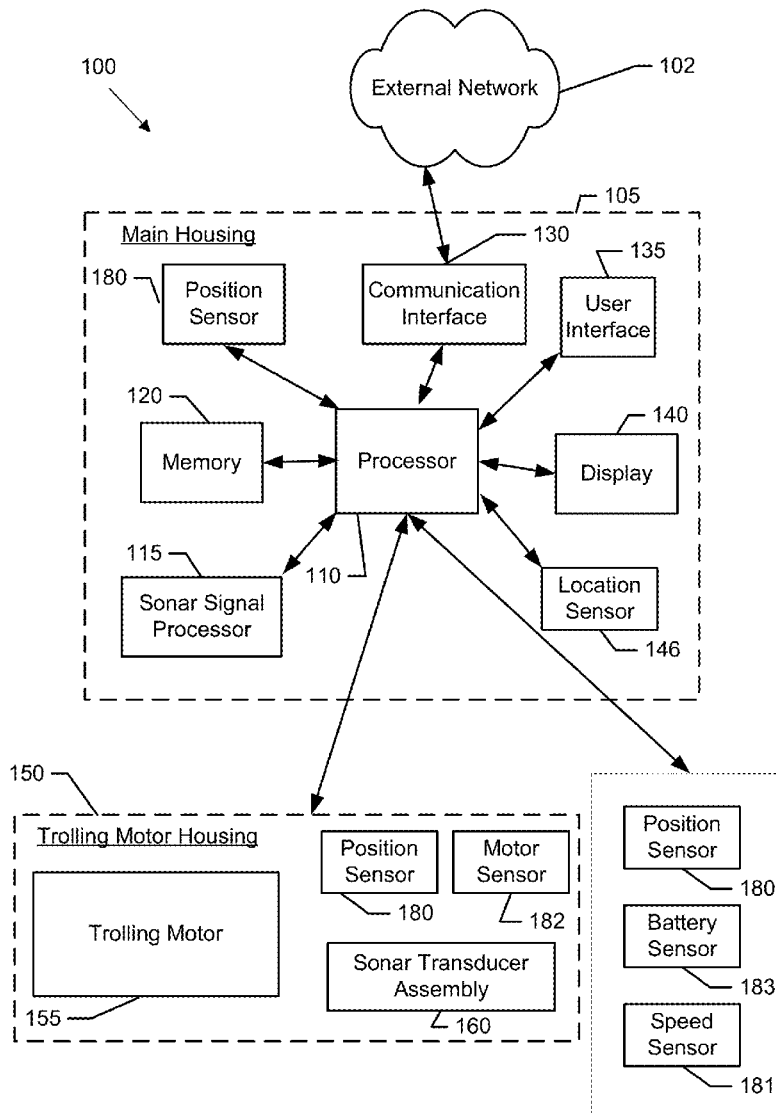 100
External Network
102
105
Main Housing
130
135
180
Position
Sensor
Communication
Interface
User
Interface
120
140
Memory
Processor
Display
115
110
Sonar Signal
Processor
Location
Sensor
146
150
Trolling Motor Housing
Position
Sensor
180
Motor
Sensor
182
Trolling Motor
155
Sonar Transducer
Assembly
160
Position
Sensor
180
Battery
Sensor
183
Speed
Sensor
181